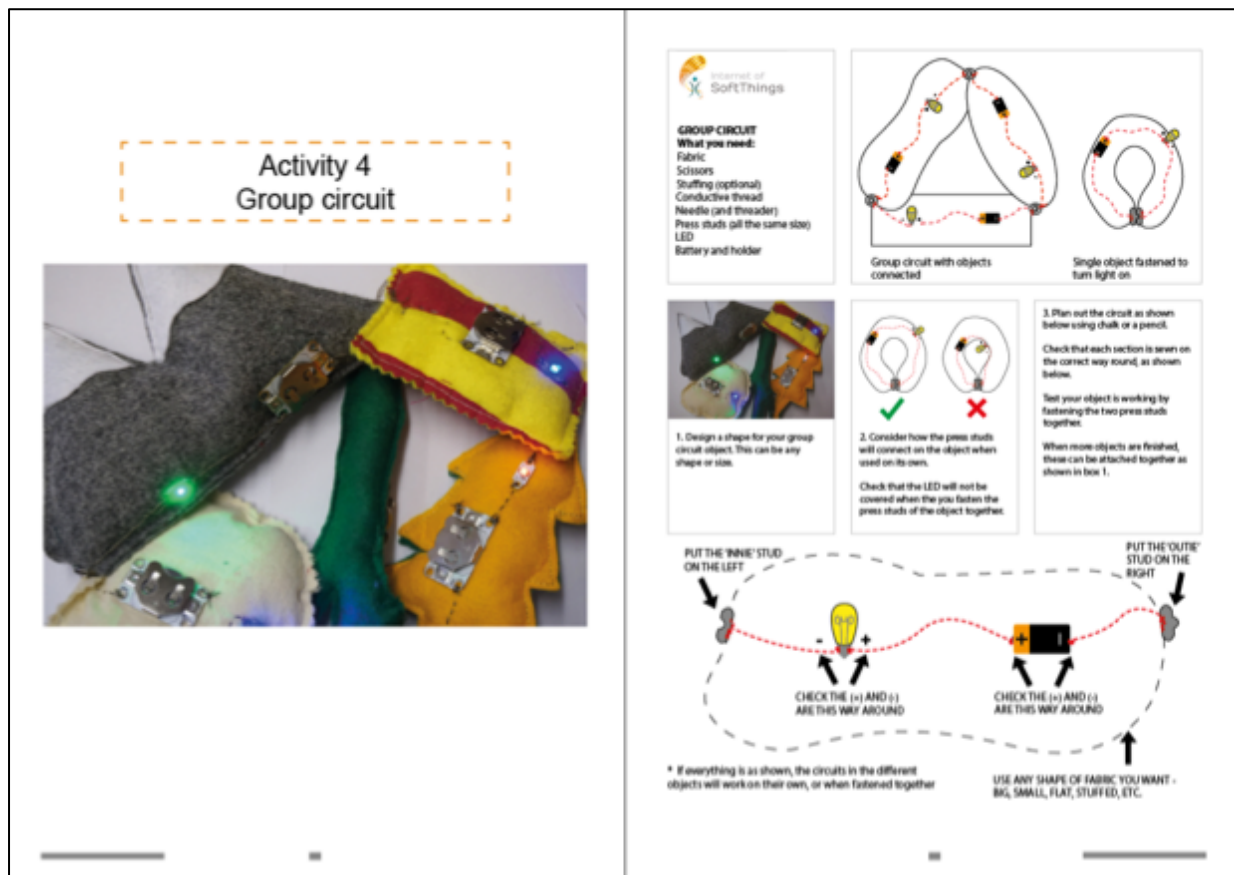 Activity 4
Group circuit
Internet of
SoftThings
GROUP CIRCUIT
What you need:
Fabric
Scissors
Stuffing (optional)
Conductive thread
Needle (and threader)
Press studs (all the same size)
LED
Battery and holder
Group circuit with objects
connected
Single object fastened to
turn light on
1. Design a shape for your group
circuit object. This can be any
shape or size.
2. Consider how the press studs
will connect on the object when
used on its own.
Check that the LED will not be
covered when the you fasten the
press studs of the object together.
3. Plan out the circuit as shown
below using chalk or a pencil.
Check that each section is sewn on
the correct way round, as shown
below.
Test your object is working by
fastening the two press studs
together.
When more objects are finished,
these can be attached together as
shown in box 1.
PUT THE 'INNIE' STUD
ON THE LEFT
PUT THE 'OUTIE'
STUD ON THE
RIGHT
- +
+ -
CHECK THE (+) AND (-)
ARE THIS WAY AROUND
CHECK THE (+) AND (-)
ARE THIS WAY AROUND
* If everything is as shown, the circuits in the different
objects will work on their own, or when fastened together
USE ANY SHAPE OF FABRIC YOU WANT -
BIG, SMALL, FLAT, STUFFED, ETC.